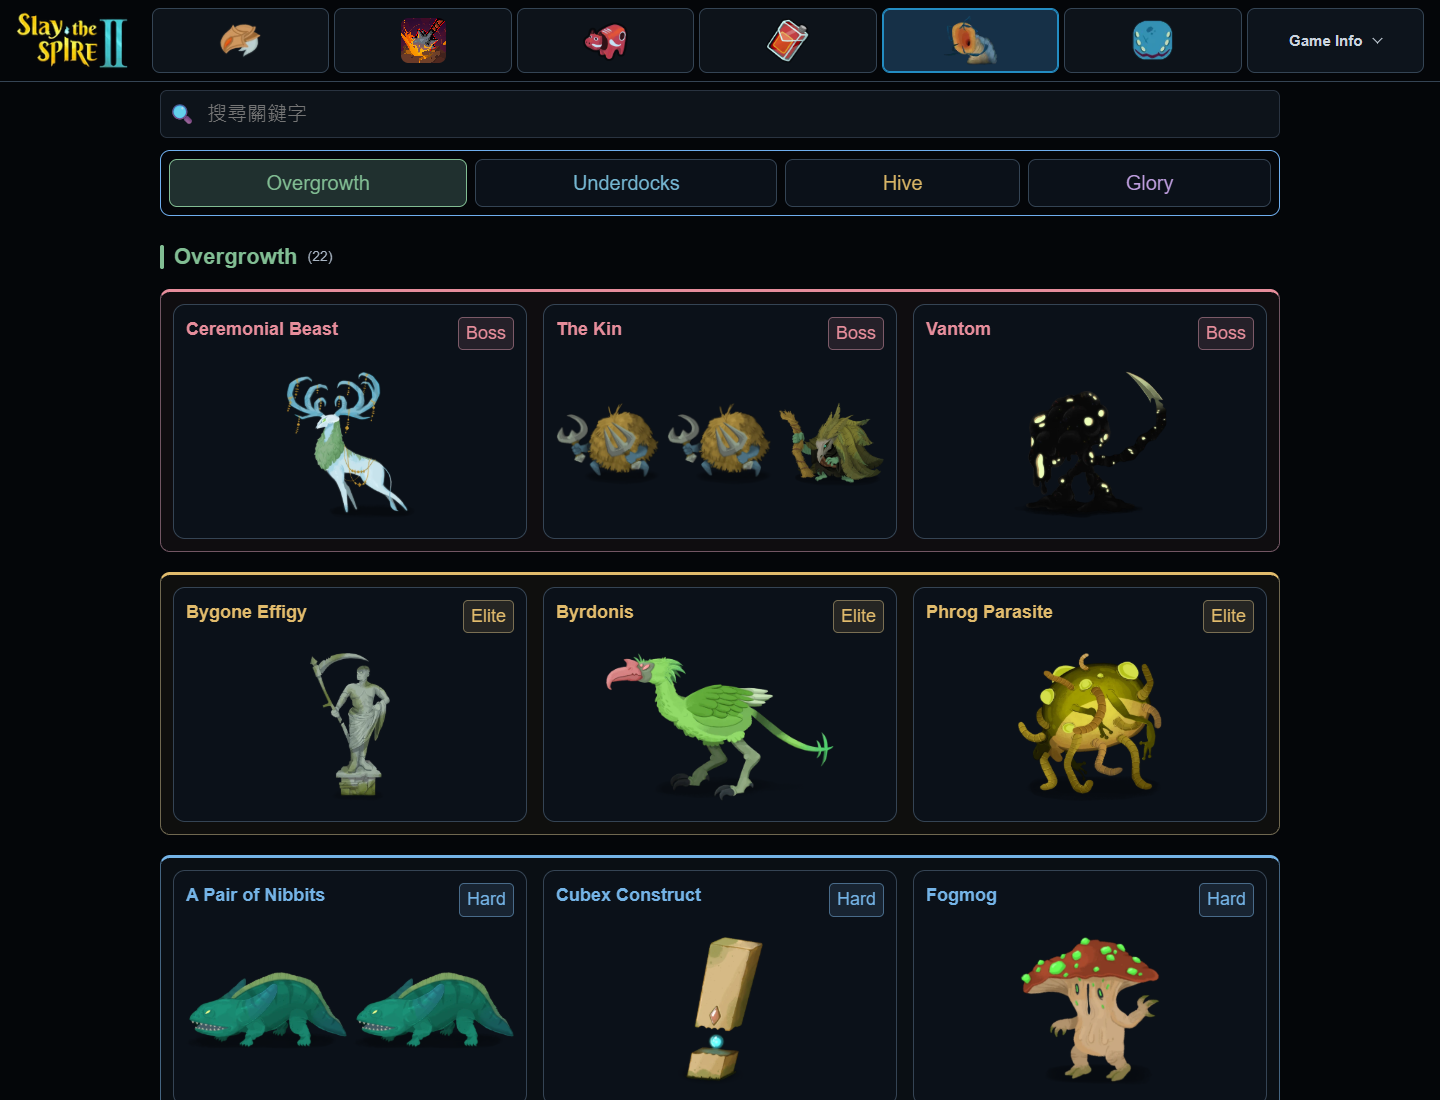 Slay the
SPIRE II
Game Info
搜尋關鍵字
Overgrowth
Underdocks
Hive
Glory
Overgrowth (22)
Ceremonial Beast
Boss
The Kin
Boss
Vantom
Boss
Bygone Effigy
Elite
Byrdonis
Elite
Phrog Parasite
Elite
A Pair of Nibbits
Hard
Cubex Construct
Hard
Fogmog
Hard